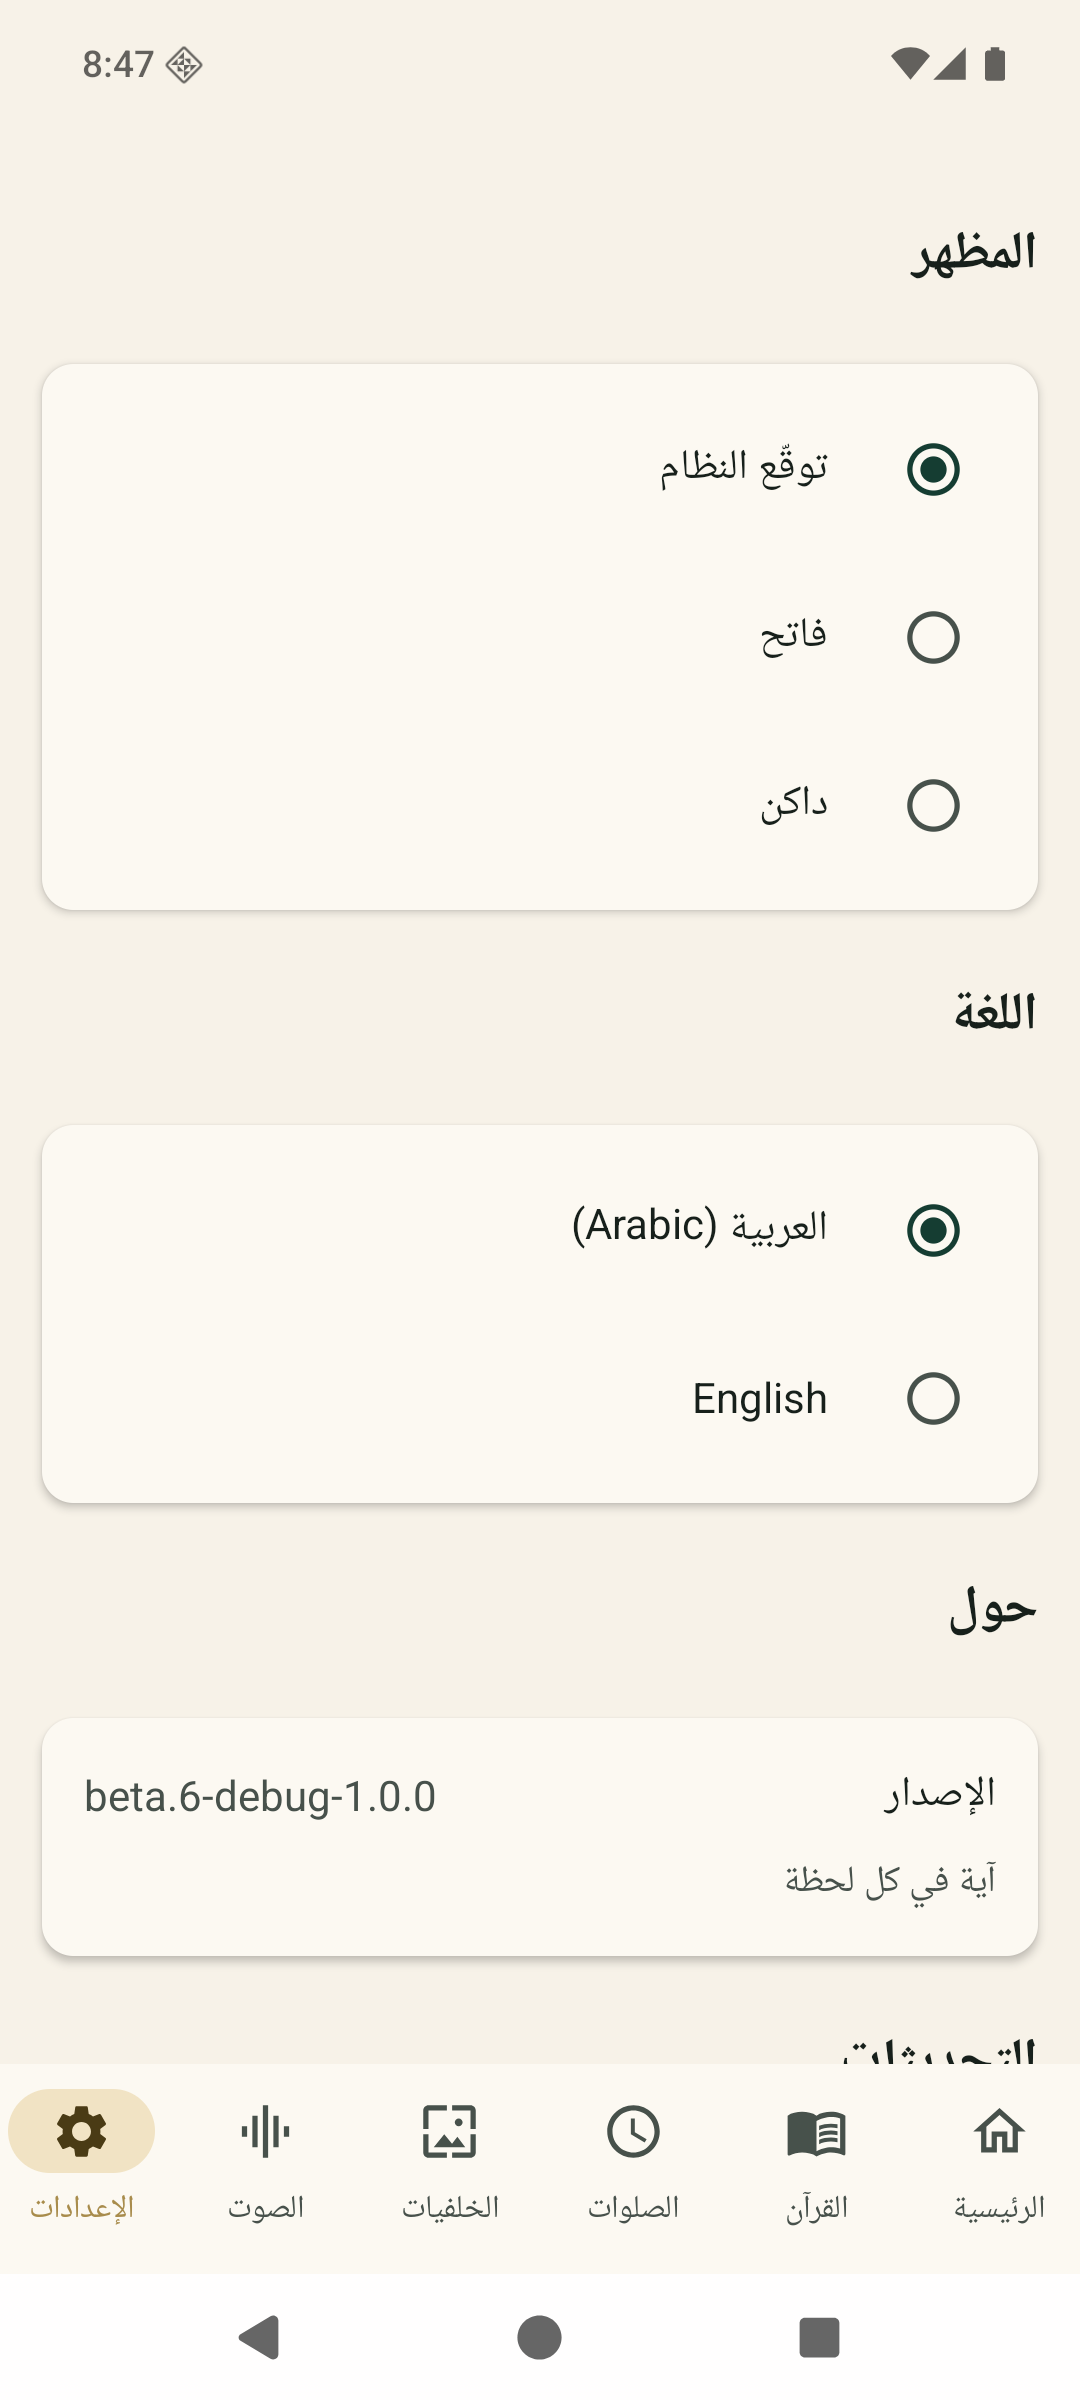 8:47
المظهر
توقّع النظام
فاتح
داكن
اللغة
العربية (Arabic)
English
حول
الإصدار
beta.6-debug-1.0.0
آية في كل لحظة
التحديثات
الرئيسية
القرآن
الصلوات
الخلفيات
الصوت
الإعدادات